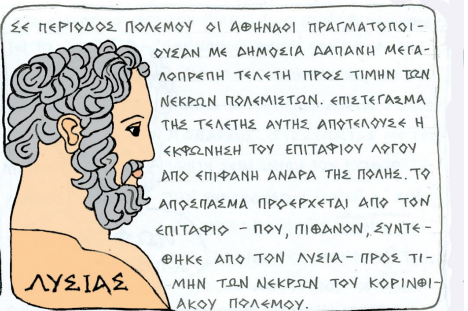 ΣΕ ΠΕΡΙΟΔΟΣ ΠΟΛΕΜΟΥ ΟΙ ΑΘΗΝΑΟΙ ΠΡΑΓΜΑΤΟΠΟΙ-
ΟΥΣΑΝ ΜΕ ΔΗΜΟΣΙΑ ΔΑΠΑΝΗ ΜΕΓΑ-
ΛΟΠΡΕΠΗ ΤΕΛΕΤΗ ΠΡΟΣ ΤΙΜΗΝ ΤΩΝ
ΝΕΚΡΩΝ ΠΟΛΕΜΙΣΤΩΝ. ΕΠΙΣΤΕΓΑΣΜΑ
ΤΗΣ ΤΕΛΕΤΗΣ ΑΥΤΗΣ ΑΠΟΤΕΛΟΥΣΕ Η
ΕΚΦΩΝΗΣΗ ΤΟΥ ΕΠΙΤΑΦΙΟΥ ΛΟΓΟΥ
ΑΠΟ ΕΠΙΦΑΝΗ ΑΝΔΡΑ ΤΗΣ ΠΟΛΗΣ. ΤΟ
ΑΠΟΣΠΑΣΜΑ ΠΡΟΕΡΧΕΤΑΙ ΑΠΟ ΤΟΝ
ΕΠΙΤΑΦΙΟ - ΠΟΥ, ΠΙΘΑΝΟΝ, ΣΥΝΤΕ-
ΘΗΚΕ ΑΠΟ ΤΟΝ ΛΥΣΙΑ - ΠΡΟΣ ΤΙ-
ΜΗΝ ΤΩΝ ΝΕΚΡΩΝ ΤΟΥ ΚΟΡΙΝΘΙ-
ΑΚΟΥ ΠΟΛΕΜΟΥ.
ΛΥΣΙΑΣ